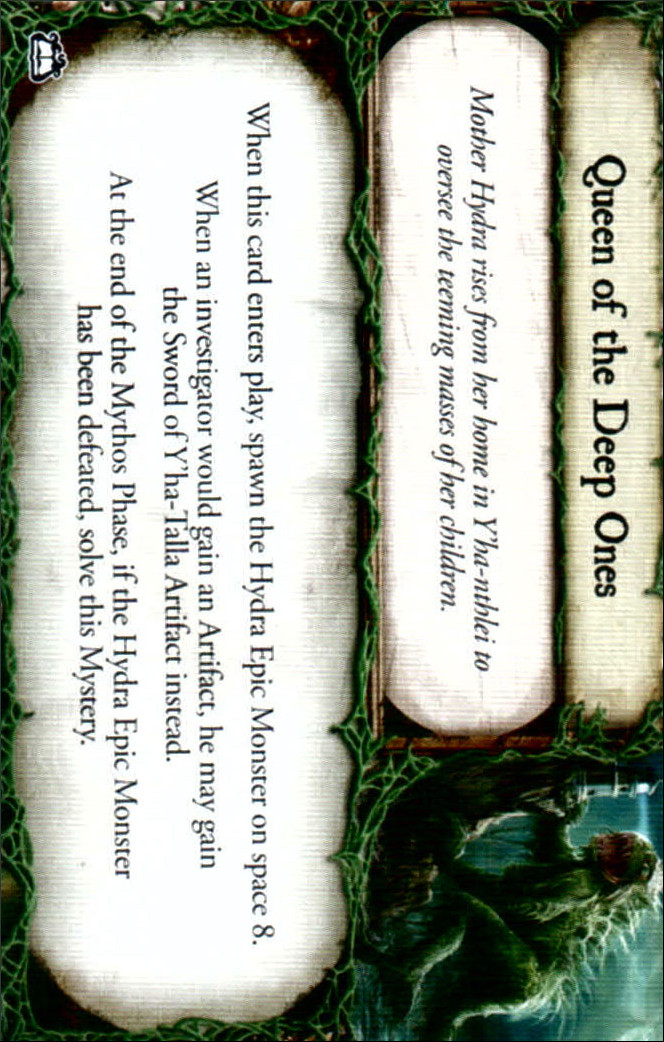 Queen of the Deep Ones
Mother Hydra rises from her home in Y'ha-nthlei to
oversee the teeming masses of her children.
When this card enters play, spawn the Hydra Epic Monster on space 8.
When an investigator would gain an Artifact, he may gain
the Sword of Y'ha-Talla Artifact instead.
At the end of the Mythos Phase, if the Hydra Epic Monster
has been defeated, solve this Mystery.